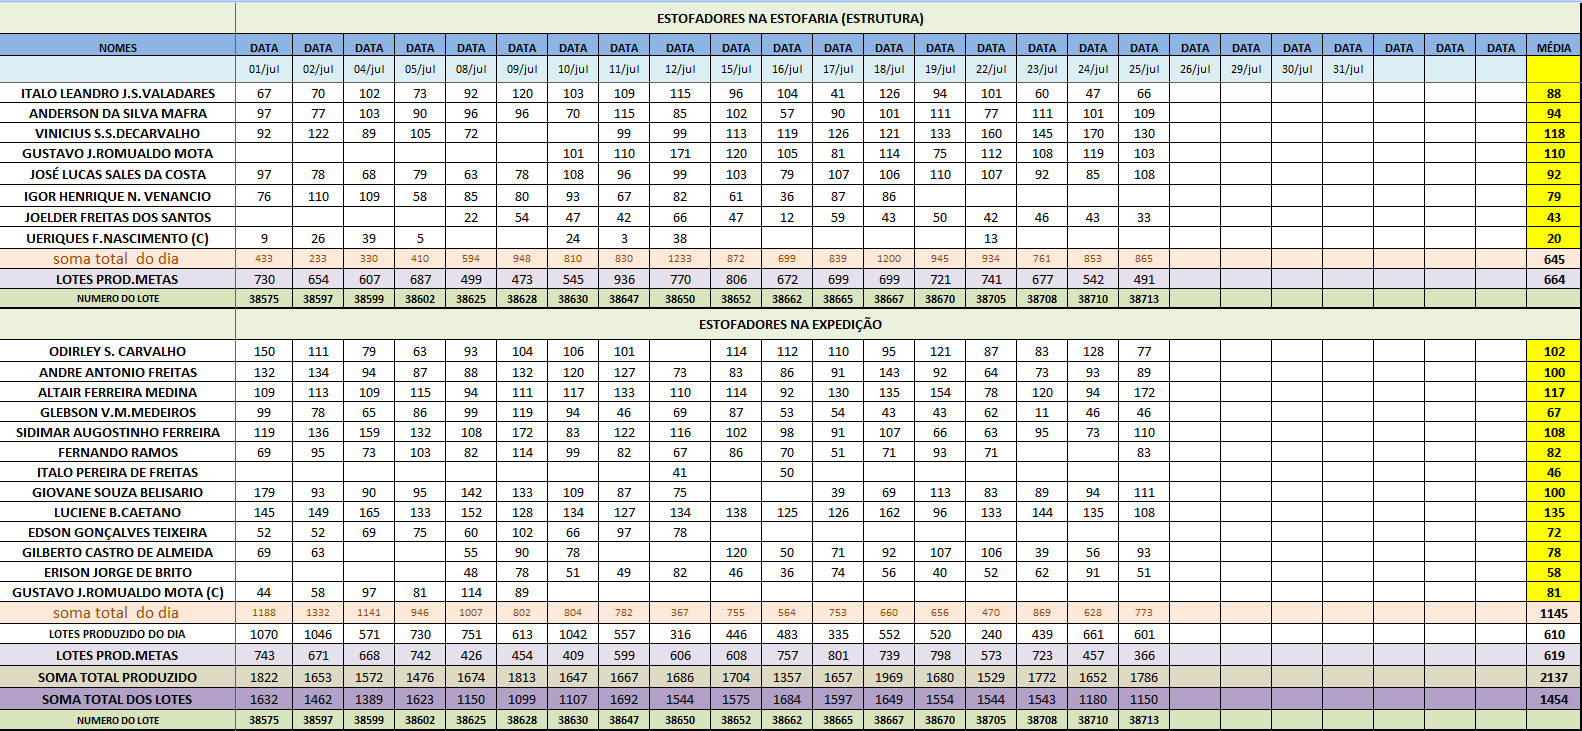 ESTOFADORES NA ESTOFARIA (ESTRUTURA)
NOMES DATA DATA DATA DATA DATA DATA DATA DATA DATA DATA DATA DATA DATA DATA DATA DATA DATA DATA DATA DATA DATA DATA DATA DATA DATA MÉDIA
01/jul 02/jul 04/jul 05/jul 08/jul 09/jul 10/jul 11/jul 12/jul 15/jul 16/jul 17/jul 18/jul 19/jul 22/jul 23/jul 24/jul 25/jul 26/jul 29/jul 30/jul 31/jul
ITALO LEANDRO J.S.VALADARES 67 70 102 73 92 120 103 109 115 96 104 41 126 94 101 60 47 66 88
ANDERSON DA SILVA MAFRA 97 77 103 90 96 96 70 115 85 102 57 90 101 111 77 111 101 109 94
VINICIUS S.S.DECARVALHO 92 122 89 105 72 99 99 113 119 126 121 133 160 145 170 130 118
GUSTAVO J.ROMUALDO MOTA 101 110 171 120 105 81 114 75 112 108 119 103 110
JOSÉ LUCAS SALES DA COSTA 97 78 68 79 63 78 108 96 99 103 79 107 106 110 107 92 85 108 92
IGOR HENRIQUE N. VENANCIO 76 110 109 58 85 80 93 67 82 61 36 87 86 79
JOELDER FREITAS DOS SANTOS 22 54 47 42 66 47 12 59 43 50 42 46 43 33 43
UERIQUES F.NASCIMENTO (C) 9 26 39 5 24 3 38 13 20
soma total do dia 433 233 330 410 594 948 810 830 1233 872 699 839 1200 945 934 761 853 865 645
LOTES PROD.METAS 730 654 607 687 499 473 545 936 770 806 672 699 699 721 741 677 542 491 664
NUMERO DO LOTE 38575 38597 38599 38602 38625 38628 38630 38647 38650 38652 38662 38665 38667 38670 38705 38708 38710 38713
ESTOFADORES NA EXPEDIÇÃO
ODIRLEY S. CARVALHO 150 111 79 63 93 104 106 101 114 112 110 95 121 87 83 128 77 102
ANDRE ANTONIO FREITAS 132 134 94 87 88 132 120 127 73 83 86 91 143 92 64 73 93 89 100
ALTAIR FERREIRA MEDINA 109 113 109 115 94 111 117 133 110 114 92 130 135 154 78 120 94 172 117
GLEBSON V.M.MEDEIROS 99 78 65 86 99 119 94 46 69 87 53 54 43 43 62 11 46 46 67
SIDIMAR AUGOSTINHO FERREIRA 119 136 159 132 108 172 83 122 116 102 98 91 107 66 63 95 73 110 108
FERNANDO RAMOS 69 95 73 103 82 114 99 82 67 86 70 51 71 93 71 83 82
ITALO PEREIRA DE FREITAS 41 50 46
GIOVANE SOUZA BELISARIO 179 93 90 95 142 133 109 87 75 39 69 113 83 89 94 111 100
LUCIENE B.CAETANO 145 149 165 133 152 128 134 127 134 138 125 126 162 96 133 144 135 108 135
EDSON GONÇALVES TEIXEIRA 52 52 69 75 60 102 66 97 78 72
GILBERTO CASTRO DE ALMEIDA 69 63 55 90 78 120 50 71 92 107 106 39 56 93 78
ERISON JORGE DE BRITO 48 78 51 49 82 46 36 74 56 40 52 62 91 51 58
GUSTAVO J.ROMUALDO MOTA (C) 44 58 97 81 114 89 81
soma total do dia 1188 1332 1141 946 1007 802 804 782 367 755 564 753 660 656 470 869 628 773 1145
LOTES PRODUZIDO DO DIA 1070 1046 571 730 751 613 1042 557 316 446 483 335 552 520 240 439 661 601 610
LOTES PROD.METAS 743 671 668 742 426 454 409 599 606 608 757 801 739 798 573 723 457 366 619
SOMA TOTAL PRODUZIDO 1822 1653 1572 1476 1674 1813 1647 1667 1686 1704 1357 1657 1969 1680 1529 1772 1652 1786 2137
SOMA TOTAL DOS LOTES 1632 1462 1389 1623 1150 1099 1107 1692 1544 1575 1684 1597 1649 1554 1544 1543 1180 1150 1454
NUMERO DO LOTE 38575 38597 38599 38602 38625 38628 38630 38647 38650 38652 38662 38665 38667 38670 38705 38708 38710 38713